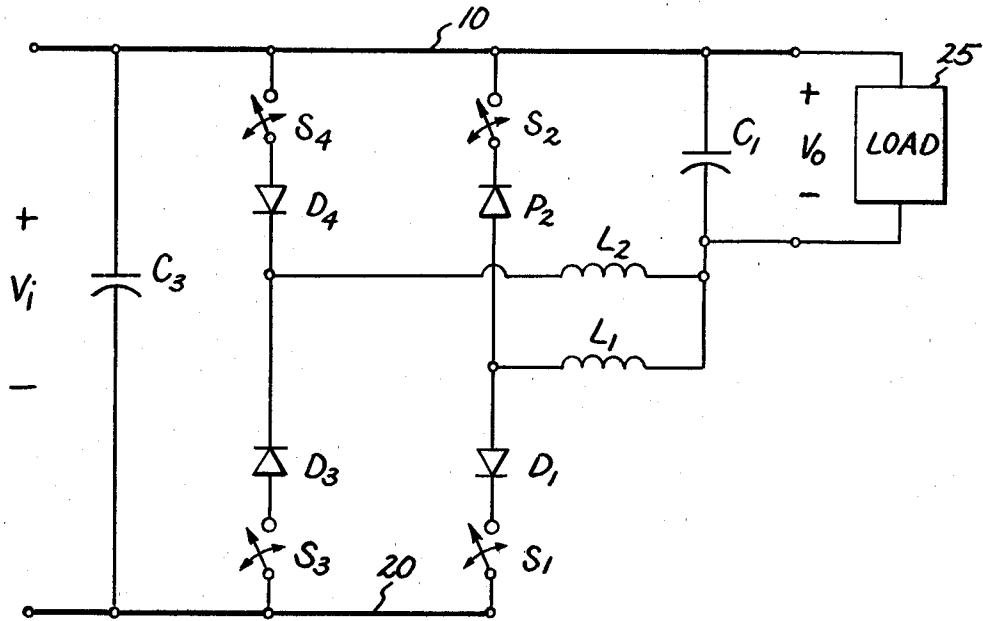 10
25
S4
S2
C1
+
Vo
-
LOAD
D4
P2
+
Vi
-
C3
L2
L1
D3
D1
S3
20
S1